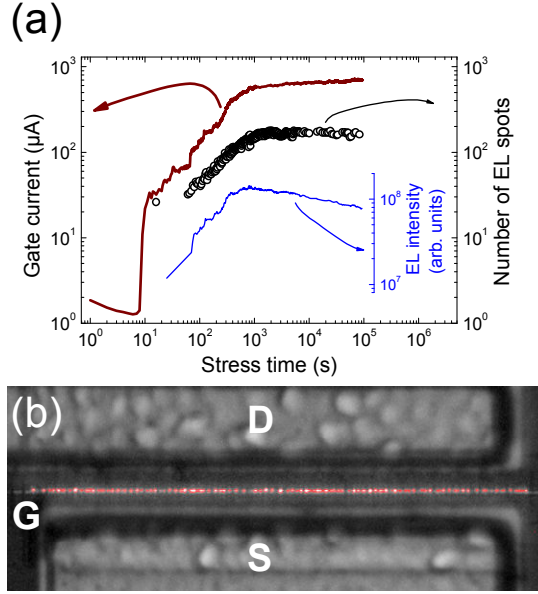 (a)
Gate current (μA)
10³
10²
10¹
10⁰
10³
10²
10¹
10⁰
Number of EL spots
10⁸
10⁷
EL intensity
(arb. units)
10⁰ 10¹ 10² 10³ 10⁴ 10⁵ 10⁶
Stress time (s)
(b)
D
G
S